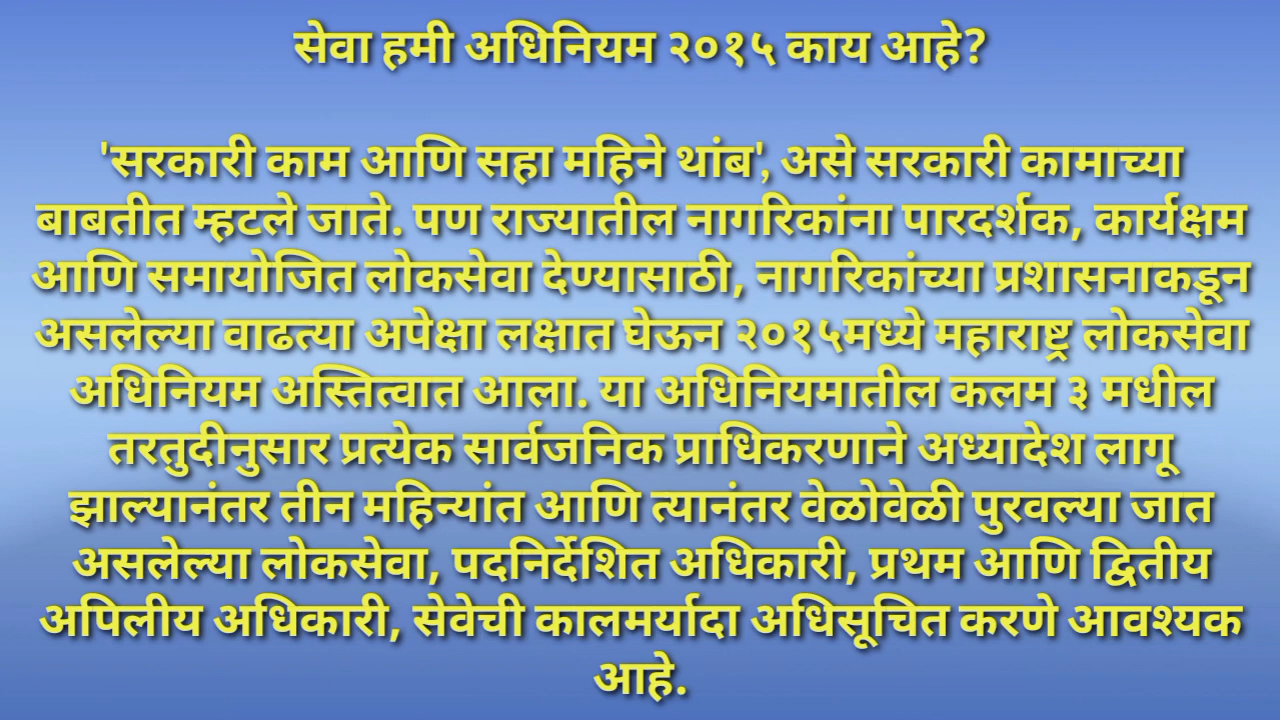 सेवा हमी अधिनियम २०१५ काय आहे?
'सरकारी काम आणि सहा महिने थांब', असे सरकारी कामाच्या
बाबतीत म्हटले जाते. पण राज्यातील नागरिकांना पारदर्शक, कार्यक्षम
आणि समायोजित लोकसेवा देण्यासाठी, नागरिकांच्या प्रशासनाकडून
असलेल्या वाढत्या अपेक्षा लक्षात घेऊन २०१५मध्ये महाराष्ट्र लोकसेवा
अधिनियम अस्तित्वात आला. या अधिनियमातील कलम ३ मधील
तरतुदीनुसार प्रत्येक सार्वजनिक प्राधिकरणाने अध्यादेश लागू
झाल्यानंतर तीन महिन्यांत आणि त्यानंतर वेळोवेळी पुरवल्या जात
असलेल्या लोकसेवा, पदनिर्देशित अधिकारी, प्रथम आणि द्वितीय
अपिलीय अधिकारी, सेवेची कालमर्यादा अधिसूचित करणे आवश्यक
आहे.